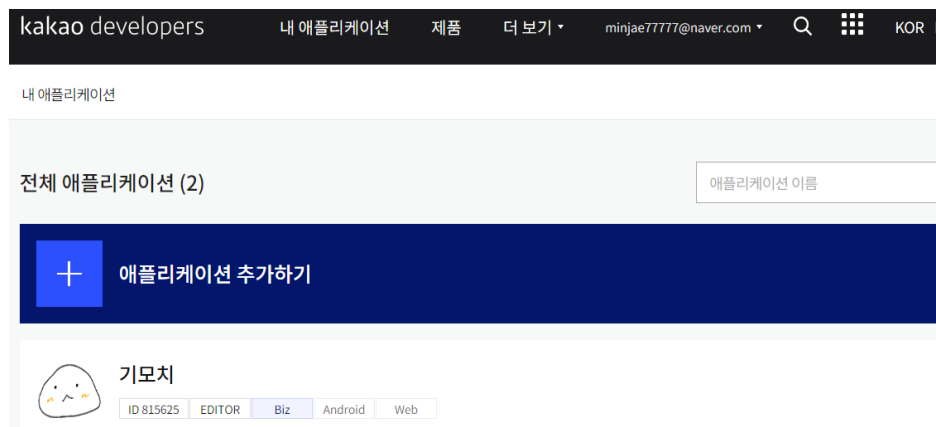 kakao developers 내 애플리케이션 제품 더 보기 minjae77777@naver.com KOR
내 애플리케이션
전체 애플리케이션 (2)
애플리케이션 이름
애플리케이션 추가하기
기모치
ID 815625 EDITOR Biz Android Web